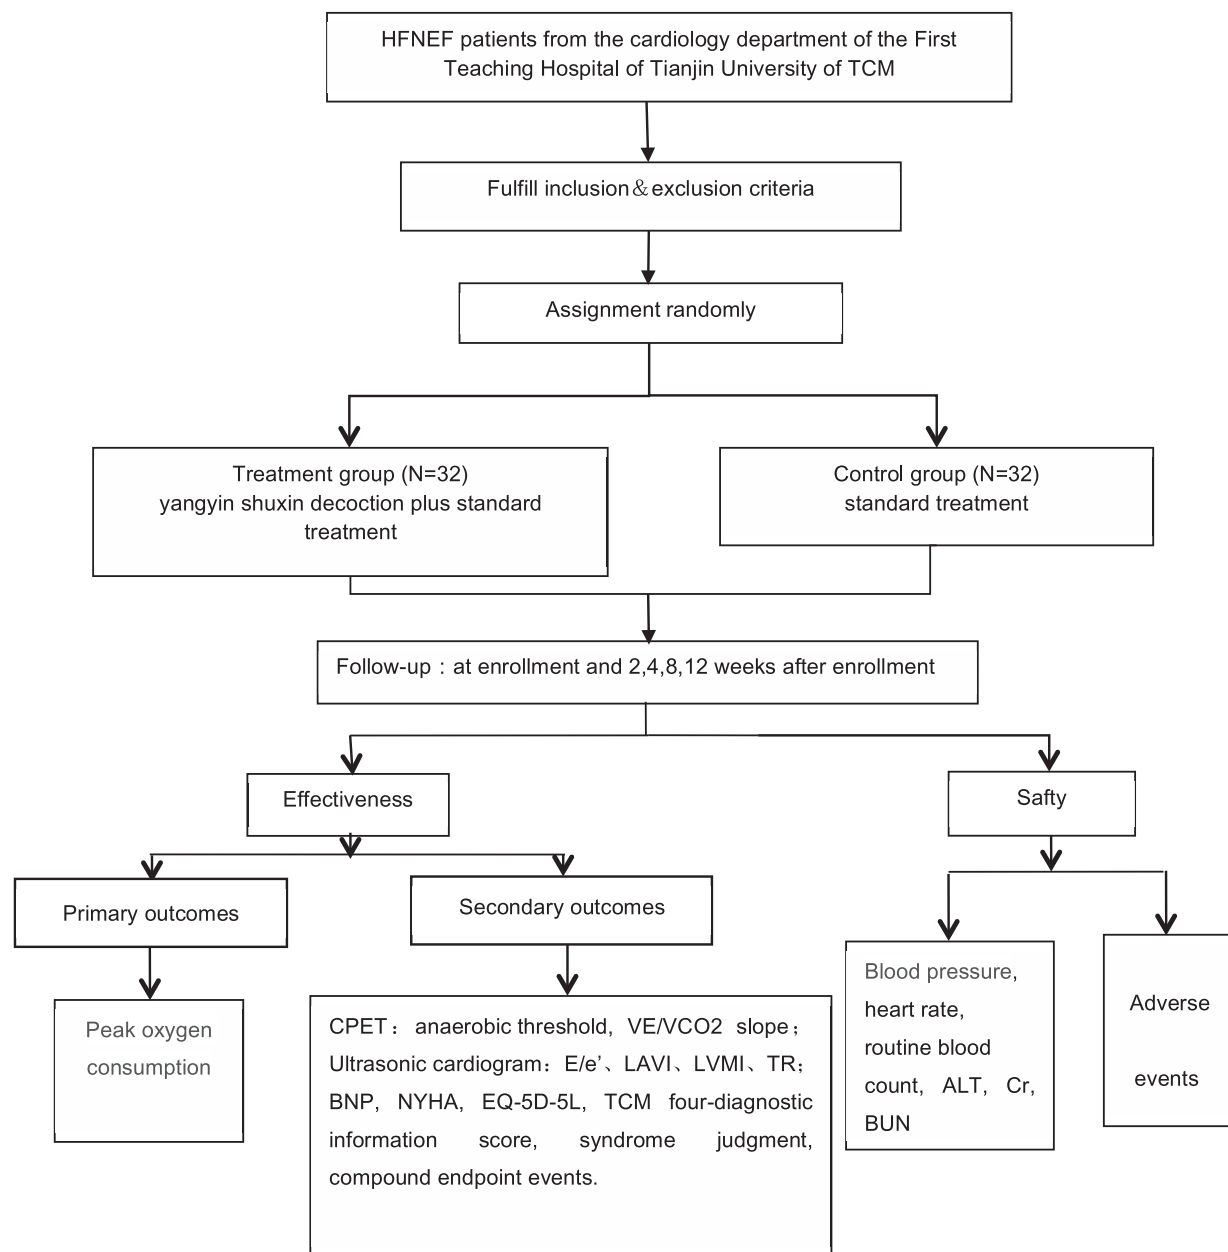 HFNEF patients from the cardiology department of the First
Teaching Hospital of Tianjin University of TCM
Fulfill inclusion＆exclusion criteria
Assignment randomly
Treatment group (N=32)
yangyin shuxin decoction plus standard
treatment
Control group (N=32)
standard treatment
Follow-up：at enrollment and 2,4,8,12 weeks after enrollment
Effectiveness
Safty
Primary outcomes
Secondary outcomes
Peak oxygen
consumption
CPET：anaerobic threshold, VE/VCO2 slope；
Ultrasonic cardiogram：E/e’、LAVI、LVMI、TR；
BNP, NYHA, EQ-5D-5L, TCM four-diagnostic
information score, syndrome judgment,
compound endpoint events.
Blood pressure,
heart rate,
routine blood
count, ALT, Cr,
BUN
Adverse
events